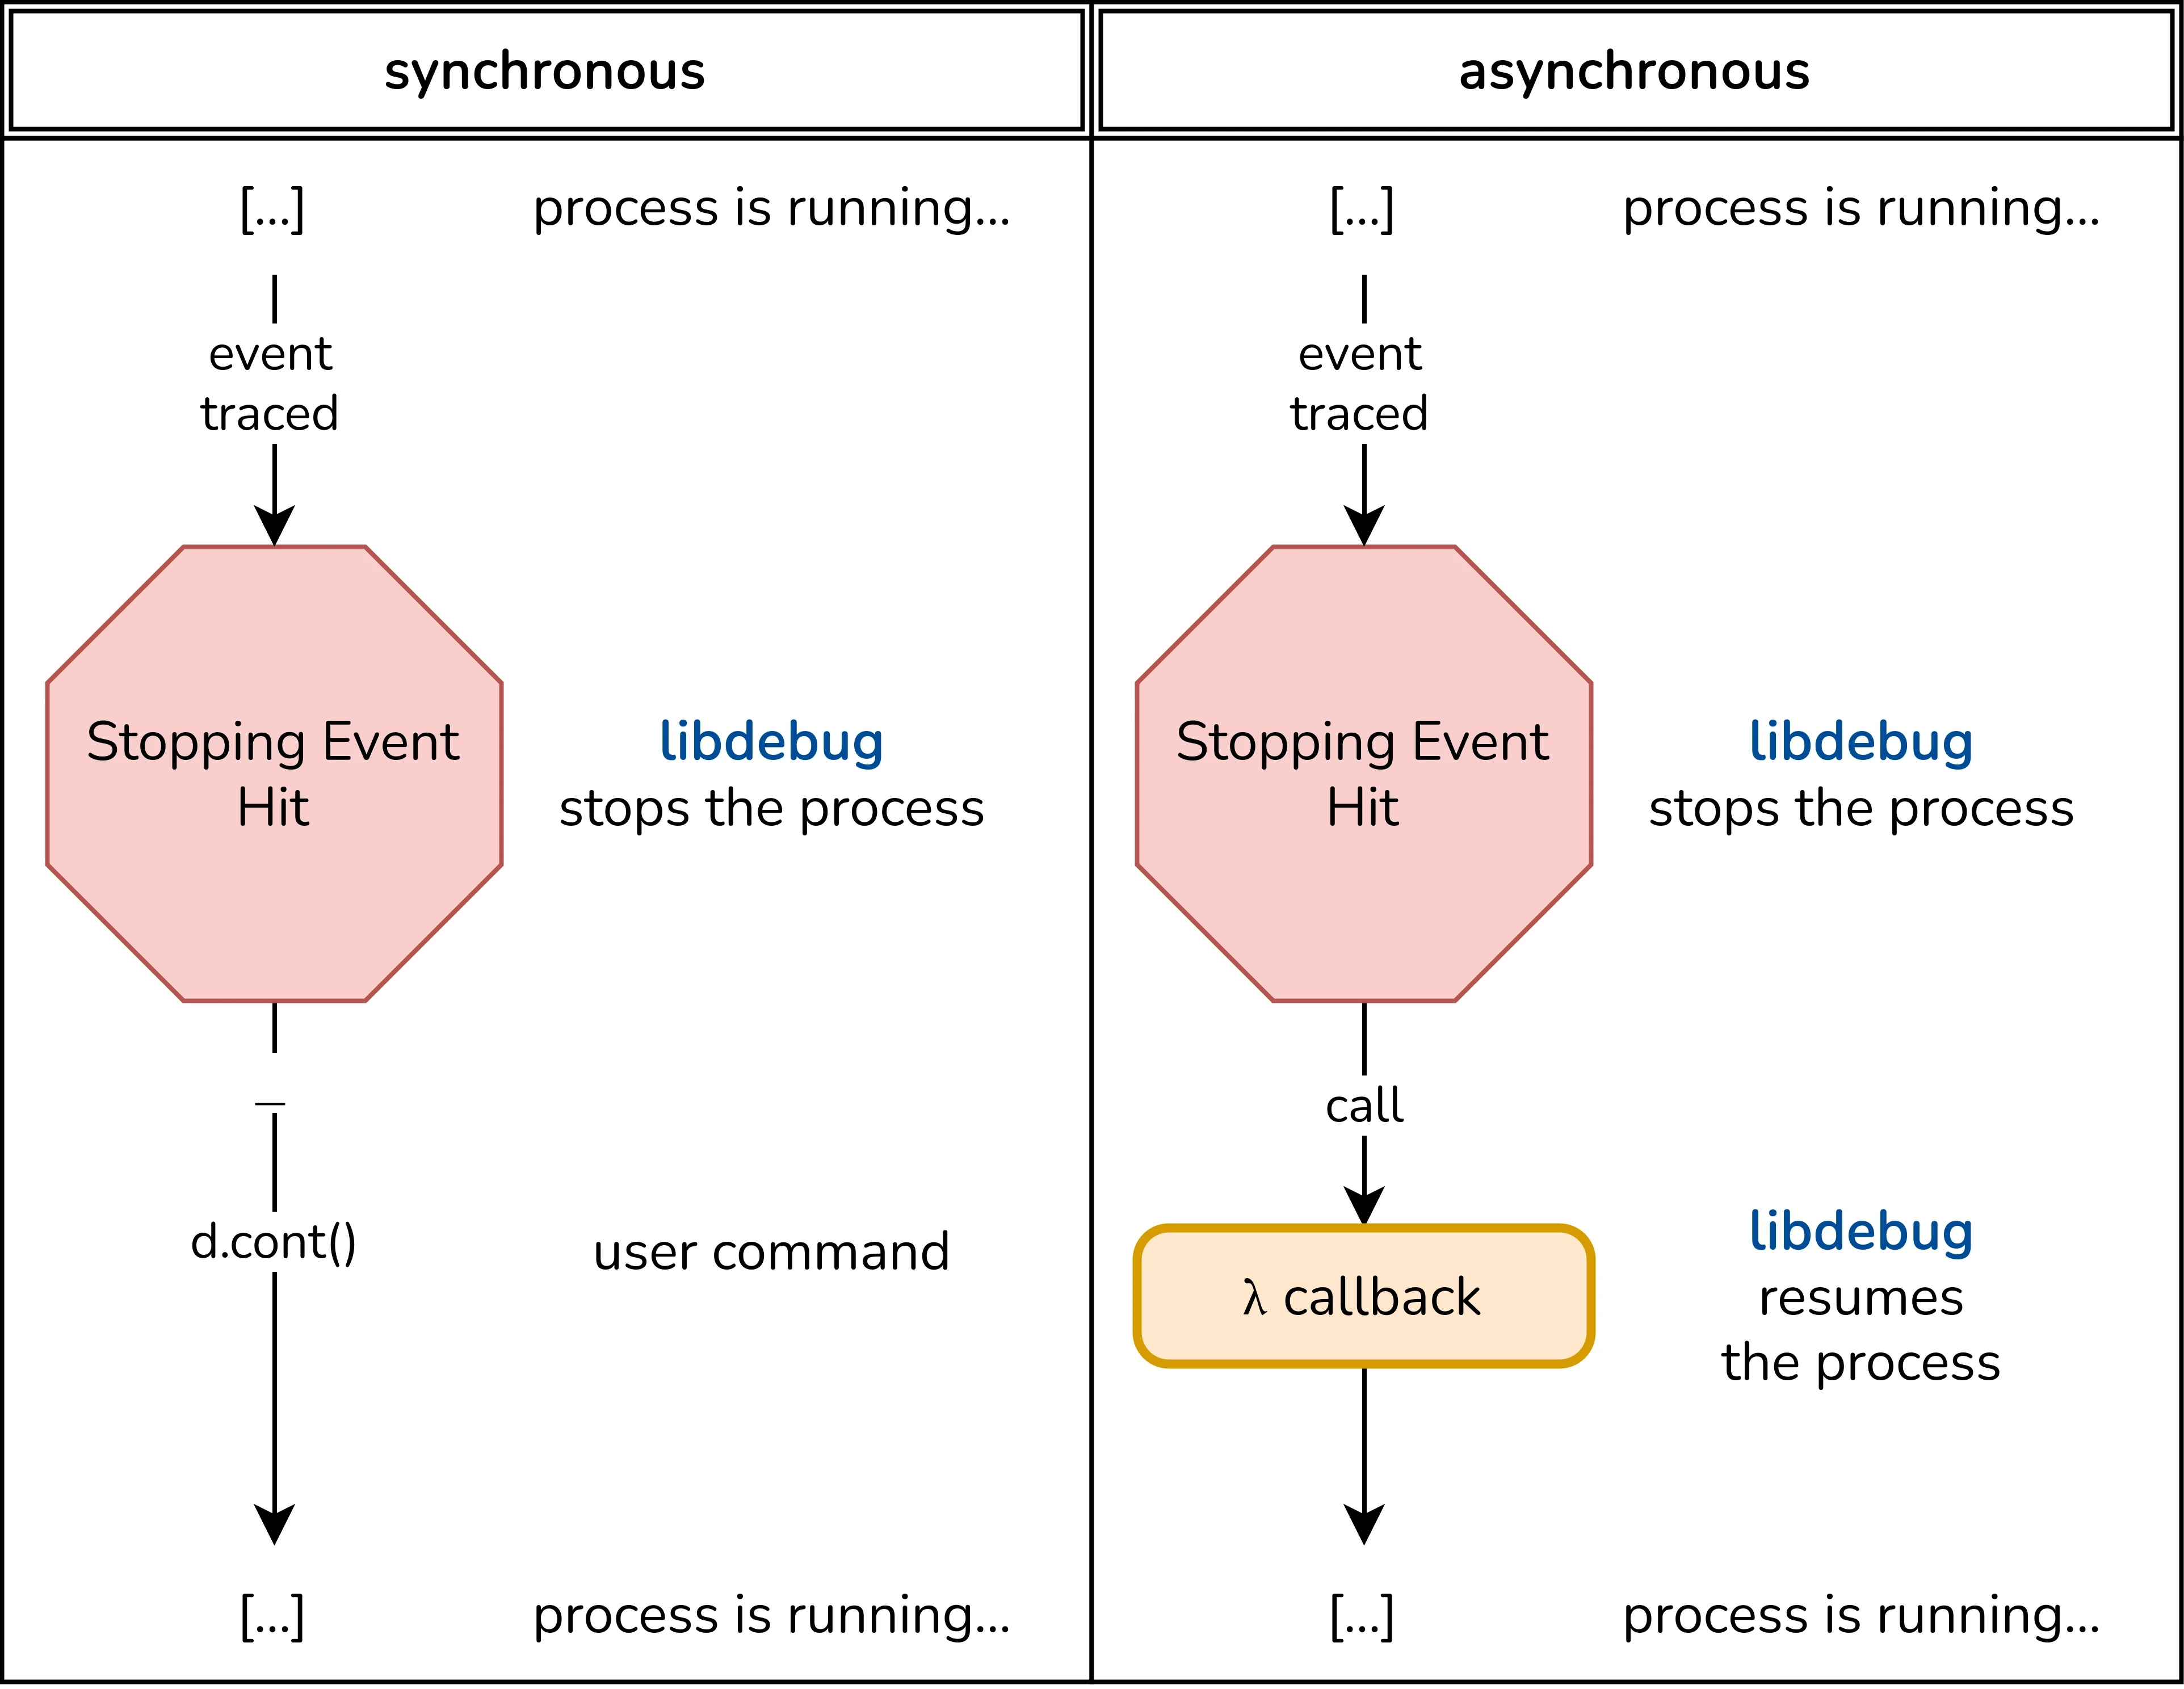 synchronous
[...]
process is running...
event
traced
Stopping Event
Hit
libdebug
stops the process
_
d.cont()
user command
[...]
process is running...
asynchronous
[...]
process is running...
event
traced
Stopping Event
Hit
libdebug
stops the process
call
λ callback
libdebug
resumes
the process
[...]
process is running...